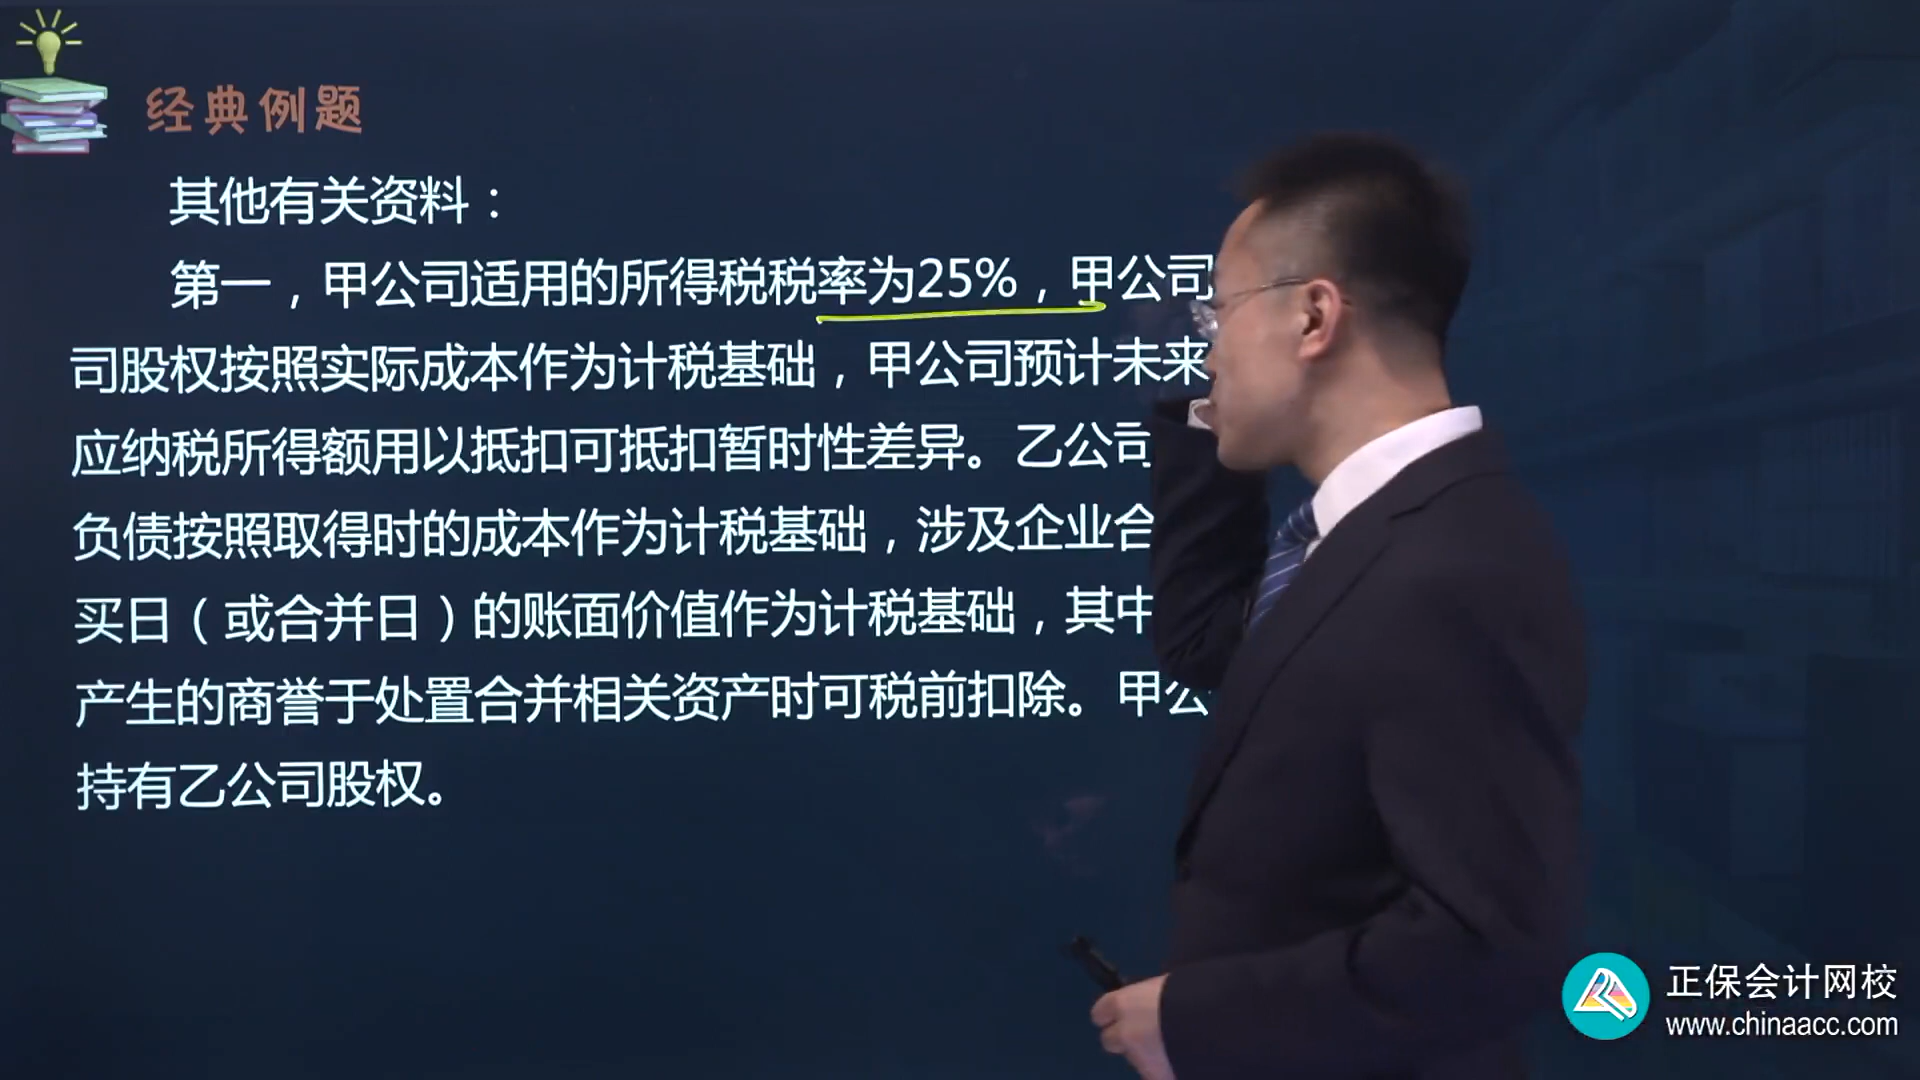 经典例题
其他有关资料：
第一，甲公司适用的所得税税率为25%，甲公司
司股权按照实际成本作为计税基础，甲公司预计未来
应纳税所得额用以抵扣可抵扣暂时性差异。乙公司
负债按照取得时的成本作为计税基础，涉及企业合
买日（或合并日）的账面价值作为计税基础，其中
产生的商誉于处置合并相关资产时可税前扣除。甲公
持有乙公司股权。
正保会计网校
www.chinaacc.com